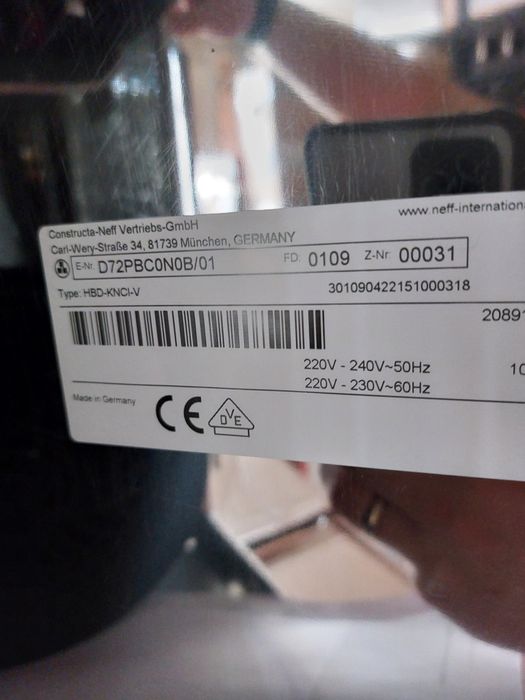 www.neff-internationa
Constructa-Neff Vertriebs-GmbH
Carl-Wery-Straße 34, 81739 München, GERMANY
E-Nr. D72PBC0N0B/01 FD: 0109 Z-Nr: 00031
Type: HBD-KNCI-V 301090422151000318
20891
220V - 240V~50Hz 10
220V - 230V~60Hz
Made in Germany
CE DVE